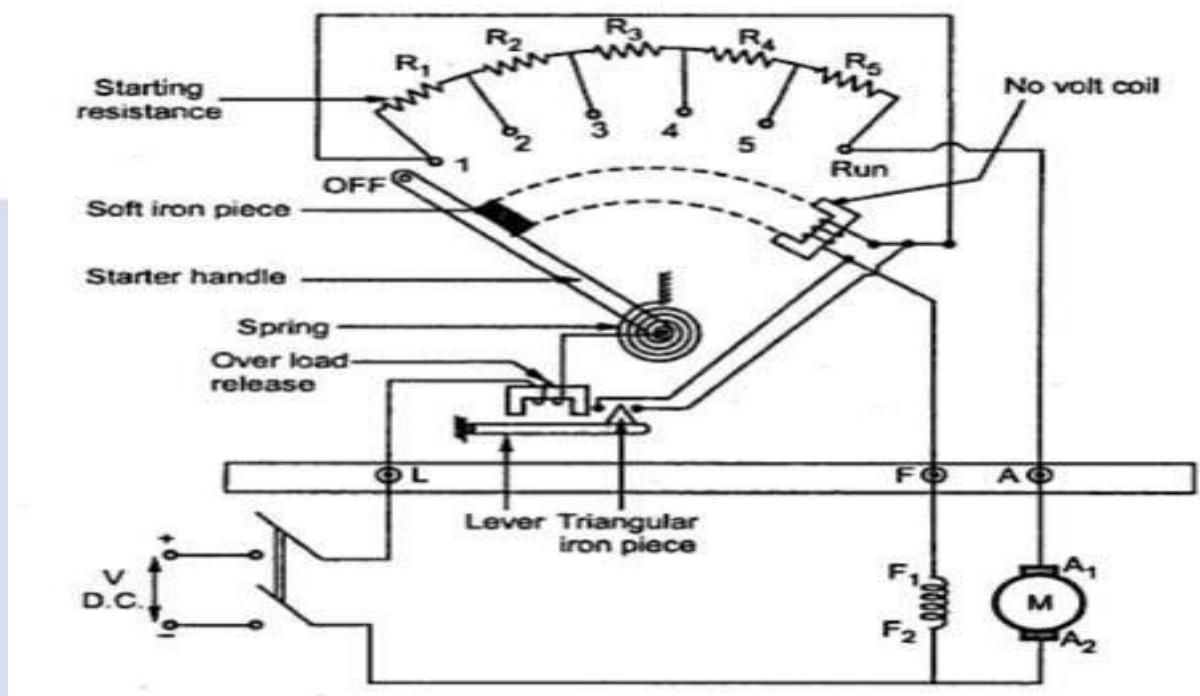 R1
R2
R3
R4
R5
Starting
resistance
No volt coil
1
2
3
4
5
Run
OFF
Soft iron piece
Starter handle
Spring
Over load
release
L
F
A
Lever
Triangular
iron piece
+
V
D.C.
–
F1
F2
A1
M
A2